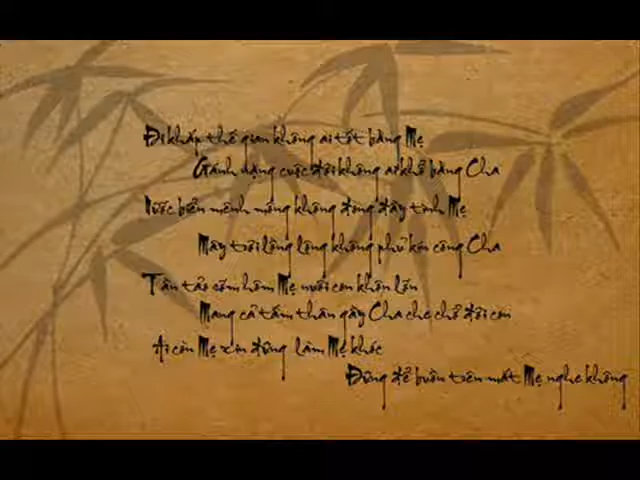 Đi khắp thế gian không ai tốt bằng Mẹ
Gánh nặng cuộc đời không ai khổ bằng Cha
Nước biển mênh mông không đong đầy tình Mẹ
Mây trời lồng lộng không phủ kín công Cha
Tần tảo sớm hôm Mẹ nuôi con khôn lớn
Mang cả tấm thân gầy Cha che chở đời con
Ai còn Mẹ xin đừng làm Mẹ khóc
Đừng để buồn trên mắt Mẹ nghe không